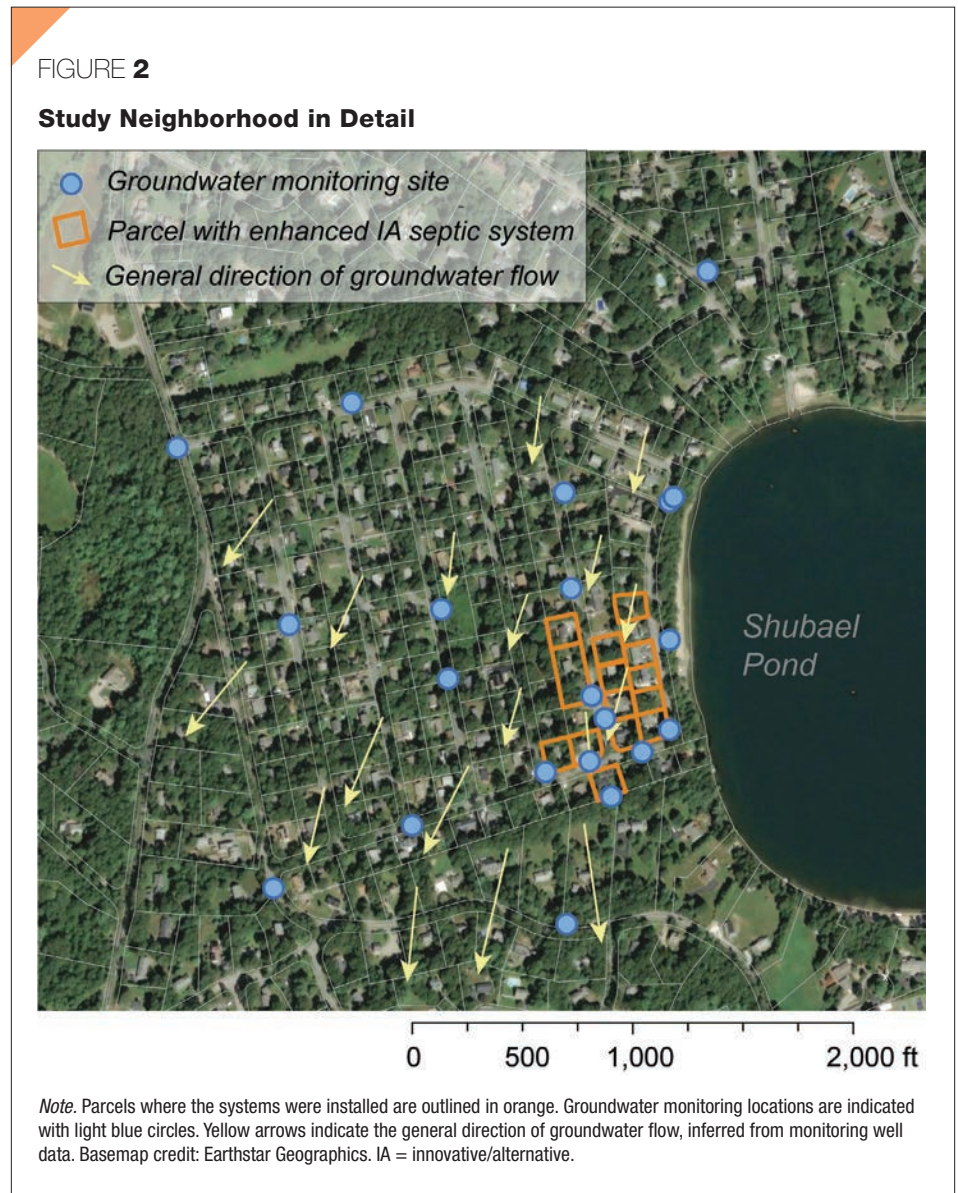 FIGURE 2
Study Neighborhood in Detail
Groundwater monitoring site
Parcel with enhanced IA septic system
General direction of groundwater flow
Shubael
Pond
0 500 1,000 2,000 ft
Note. Parcels where the systems were installed are outlined in orange. Groundwater monitoring locations are indicated
with light blue circles. Yellow arrows indicate the general direction of groundwater flow, inferred from monitoring well
data. Basemap credit: Earthstar Geographics. IA = innovative/alternative.